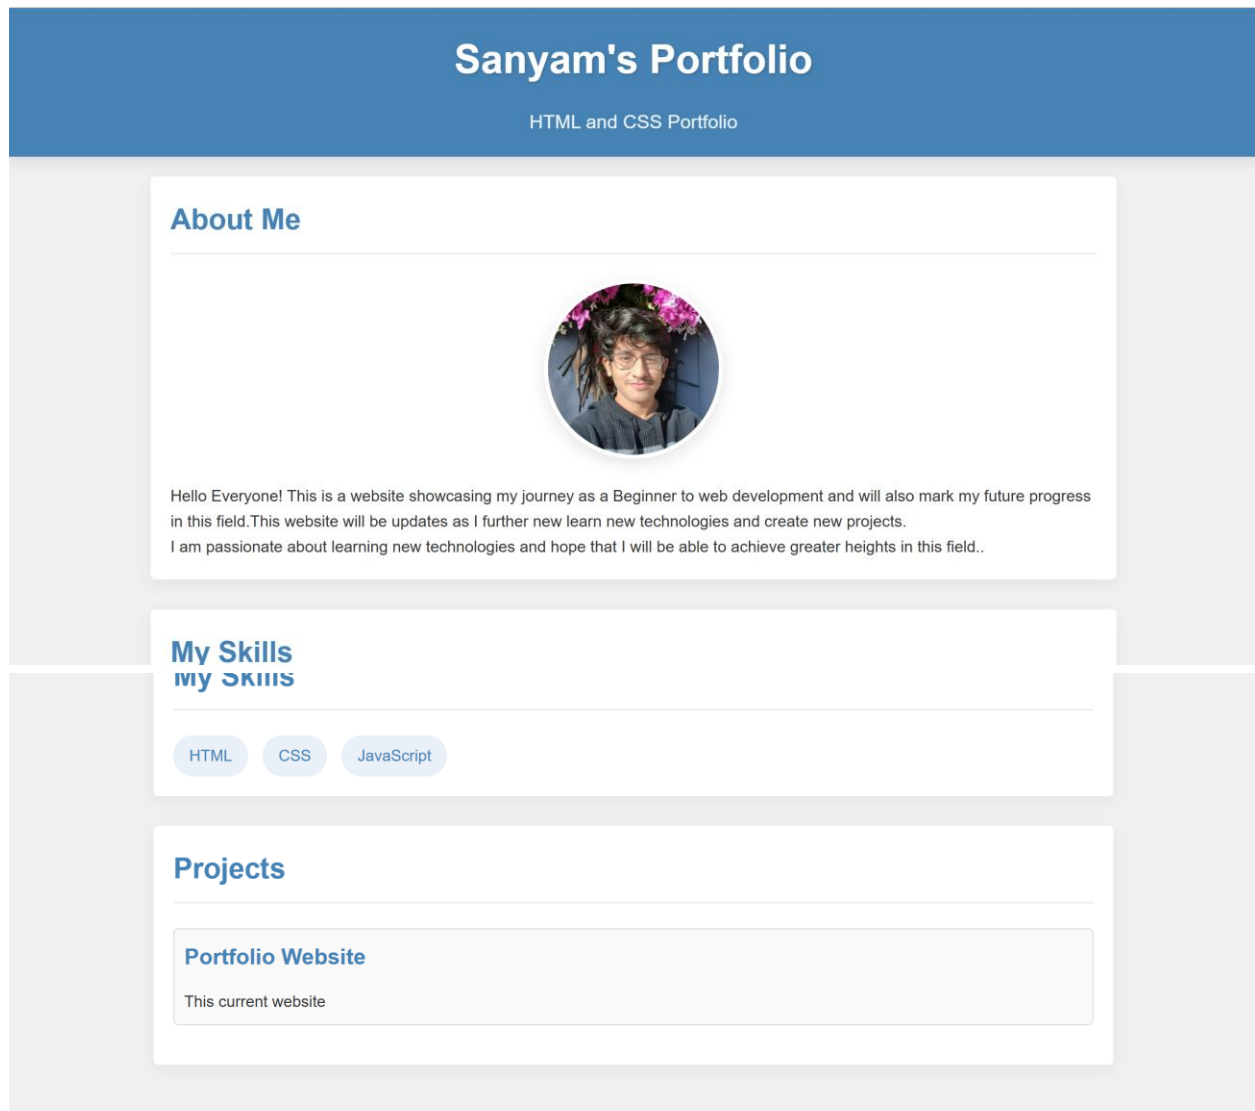 Sanyam's Portfolio
HTML and CSS Portfolio
About Me
Hello Everyone! This is a website showcasing my journey as a Beginner to web development and will also mark my future progress
in this field.This website will be updates as I further new learn new technologies and create new projects.
I am passionate about learning new technologies and hope that I will be able to achieve greater heights in this field..
My Skills
My Skills
HTML CSS JavaScript
Projects
Portfolio Website
This current website